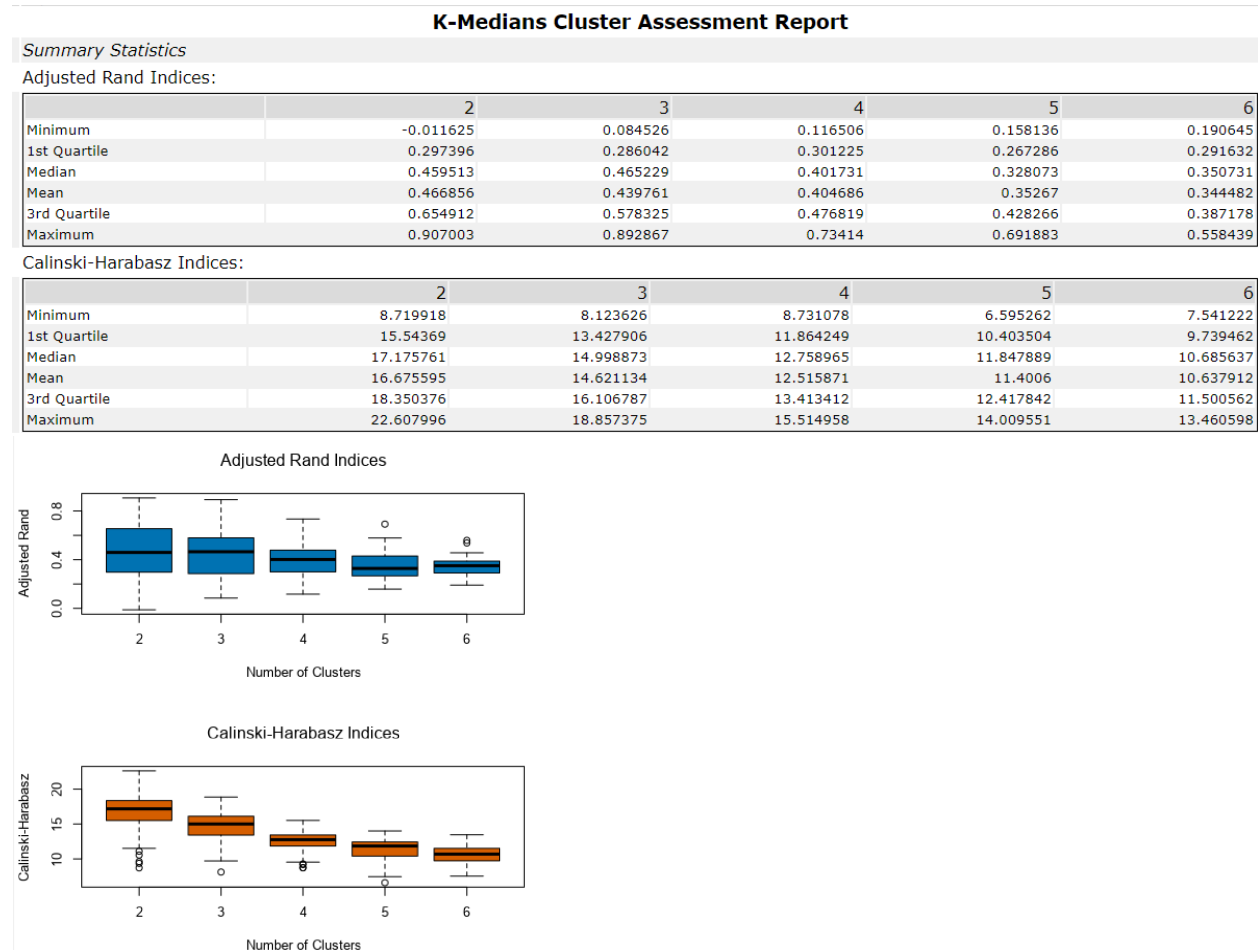 K-Medians Cluster Assessment Report
Summary Statistics
Adjusted Rand Indices:
2 3 4 5 6
Minimum -0.011625 0.084526 0.116506 0.158136 0.190645
1st Quartile 0.297396 0.286042 0.301225 0.267286 0.291632
Median 0.459513 0.465229 0.401731 0.328073 0.350731
Mean 0.466856 0.439761 0.404686 0.35267 0.344482
3rd Quartile 0.654912 0.578325 0.476819 0.428266 0.387178
Maximum 0.907003 0.892867 0.73414 0.691883 0.558439
Calinski-Harabasz Indices:
2 3 4 5 6
Minimum 8.719918 8.123626 8.731078 6.595262 7.541222
1st Quartile 15.54369 13.427906 11.864249 10.403504 9.739462
Median 17.175761 14.998873 12.758965 11.847889 10.685637
Mean 16.675595 14.621134 12.515871 11.4006 10.637912
3rd Quartile 18.350376 16.106787 13.413412 12.417842 11.500562
Maximum 22.607996 18.857375 15.514958 14.009551 13.460598
Adjusted Rand Indices
Adjusted Rand
0.8
0.4
0.0
2 3 4 5 6
Number of Clusters
Calinski-Harabasz Indices
Calinski-Harabasz
20
15
10
2 3 4 5 6
Number of Clusters